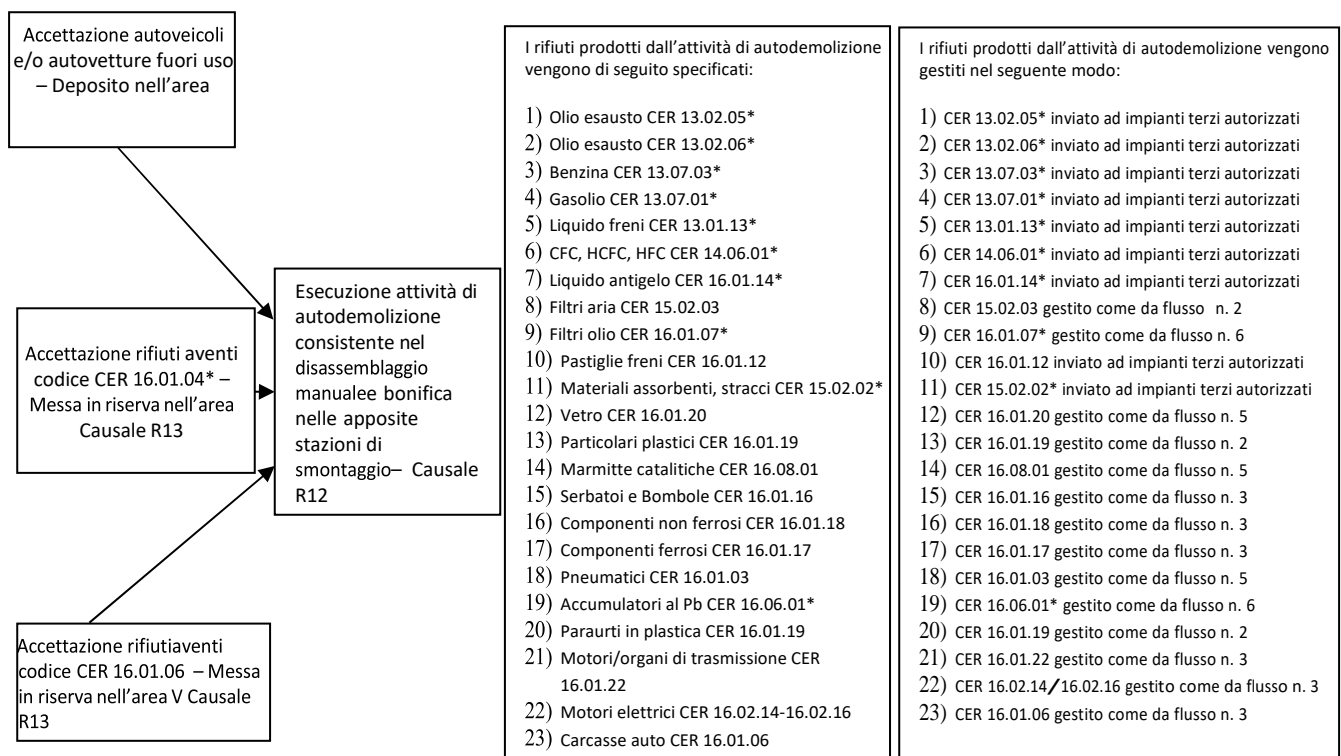 Accettazione autoveicoli
e/o autovetture fuori uso
– Deposito nell'area
Accettazione rifiuti aventi
codice CER 16.01.04* –
Messa in riserva nell'area
Causale R13
Accettazione rifiutiaventi
codice CER 16.01.06 – Messa
in riserva nell'area V Causale
R13
Esecuzione attività di
autodemolizione
consistente nel
disassemblaggio
manualee bonifica
nelle apposite
stazioni di
smontaggio– Causale
R12
I rifiuti prodotti dall'attività di autodemolizione
vengono di seguito specificati:
1) Olio esausto CER 13.02.05*
2) Olio esausto CER 13.02.06*
3) Benzina CER 13.07.03*
4) Gasolio CER 13.07.01*
5) Liquido freni CER 13.01.13*
6) CFC, HCFC, HFC CER 14.06.01*
7) Liquido antigelo CER 16.01.14*
8) Filtri aria CER 15.02.03
9) Filtri olio CER 16.01.07*
10) Pastiglie freni CER 16.01.12
11) Materiali assorbenti, stracci CER 15.02.02*
12) Vetro CER 16.01.20
13) Particolari plastici CER 16.01.19
14) Marmitte catalitiche CER 16.08.01
15) Serbatoi e Bombole CER 16.01.16
16) Componenti non ferrosi CER 16.01.18
17) Componenti ferrosi CER 16.01.17
18) Pneumatici CER 16.01.03
19) Accumulatori al Pb CER 16.06.01*
20) Paraurti in plastica CER 16.01.19
21) Motori/organi di trasmissione CER
16.01.22
22) Motori elettrici CER 16.02.14-16.02.16
23) Carcasse auto CER 16.01.06
I rifiuti prodotti dall'attività di autodemolizione vengono
gestiti nel seguente modo:
1) CER 13.02.05* inviato ad impianti terzi autorizzati
2) CER 13.02.06* inviato ad impianti terzi autorizzati
3) CER 13.07.03* inviato ad impianti terzi autorizzati
4) CER 13.07.01* inviato ad impianti terzi autorizzati
5) CER 13.01.13* inviato ad impianti terzi autorizzati
6) CER 14.06.01* inviato ad impianti terzi autorizzati
7) CER 16.01.14* inviato ad impianti terzi autorizzati
8) CER 15.02.03 gestito come da flusso n. 2
9) CER 16.01.07* gestito come da flusso n. 6
10) CER 16.01.12 inviato ad impianti terzi autorizzati
11) CER 15.02.02* inviato ad impianti terzi autorizzati
12) CER 16.01.20 gestito come da flusso n. 5
13) CER 16.01.19 gestito come da flusso n. 2
14) CER 16.08.01 gestito come da flusso n. 5
15) CER 16.01.16 gestito come da flusso n. 3
16) CER 16.01.18 gestito come da flusso n. 3
17) CER 16.01.17 gestito come da flusso n. 3
18) CER 16.01.03 gestito come da flusso n. 5
19) CER 16.06.01* gestito come da flusso n. 6
20) CER 16.01.19 gestito come da flusso n. 2
21) CER 16.01.22 gestito come da flusso n. 3
22) CER 16.02.14/16.02.16 gestito come da flusso n. 3
23) CER 16.01.06 gestito come da flusso n. 3